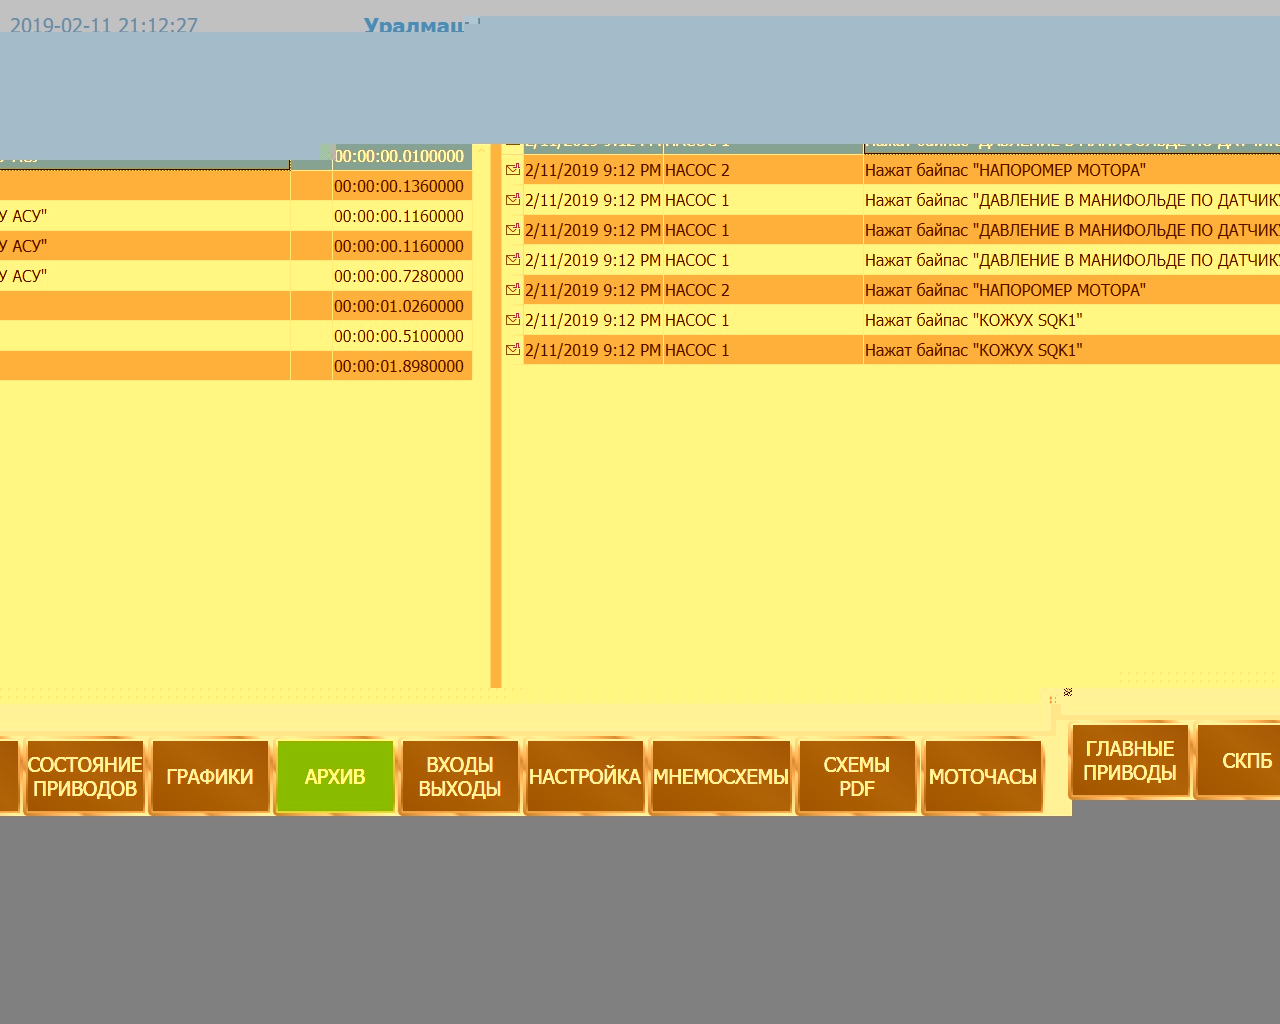 2019-02-11 21:12:27 Уралмаш
00:00:00.0100000
2/11/2019 9:12 PM НАСОС 2 Нажат байпас "НАПОРОМЕР МОТОРА"
00:00:00.1360000
2/11/2019 9:12 PM НАСОС 1 Нажат байпас "ДАВЛЕНИЕ В МАНИФОЛЬДЕ ПО ДАТЧИКУ
У АСУ" 00:00:00.1160000
2/11/2019 9:12 PM НАСОС 1 Нажат байпас "ДАВЛЕНИЕ В МАНИФОЛЬДЕ ПО ДАТЧИКУ
У АСУ" 00:00:00.1160000
2/11/2019 9:12 PM НАСОС 1 Нажат байпас "ДАВЛЕНИЕ В МАНИФОЛЬДЕ ПО ДАТЧИКУ
У АСУ" 00:00:00.7280000
2/11/2019 9:12 PM НАСОС 2 Нажат байпас "НАПОРОМЕР МОТОРА"
00:00:01.0260000
2/11/2019 9:12 PM НАСОС 1 Нажат байпас "КОЖУХ SQK1"
00:00:00.5100000
2/11/2019 9:12 PM НАСОС 1 Нажат байпас "КОЖУХ SQK1"
00:00:01.8980000
СОСТОЯНИЕ
ПРИВОДОВ
ГРАФИКИ
АРХИВ
ВХОДЫ
ВЫХОДЫ
НАСТРОЙКА
МНЕМОСХЕМЫ
СХЕМЫ
PDF
МОТОЧАСЫ
ГЛАВНЫЕ
ПРИВОДЫ
СКПБ